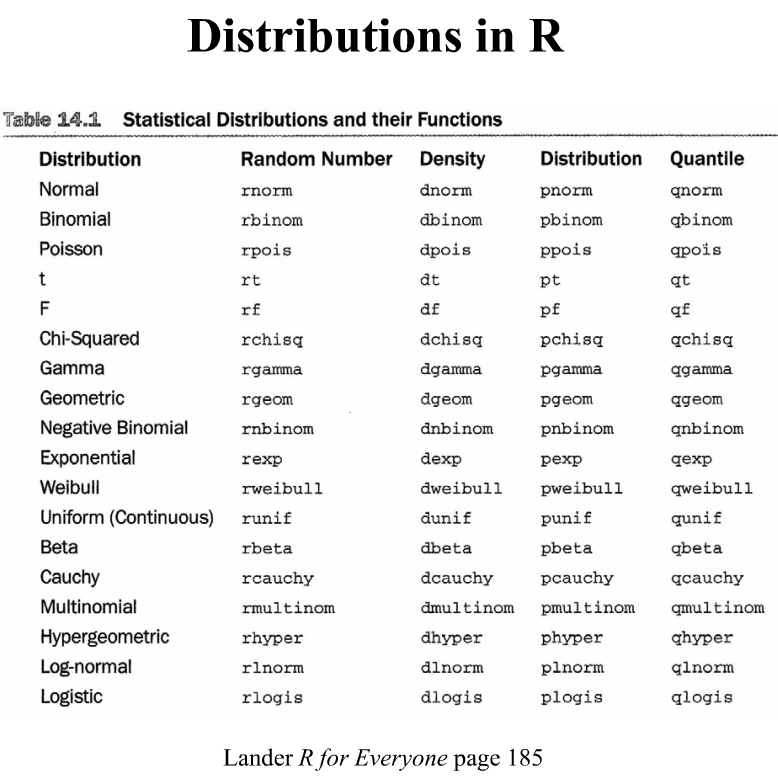 Distributions in R
Table 14.1 Statistical Distributions and their Functions
Distribution Random Number Density Distribution Quantile
Normal rnorm dnorm pnorm qnorm
Binomial rbinom dbinom pbinom qbinom
Poisson rpois dpois ppois qpois
t rt dt pt qt
F rf df pf qf
Chi-Squared rchisq dchisq pchisq qchisq
Gamma rgamma dgamma pgamma qgamma
Geometric rgeom dgeom pgeom qgeom
Negative Binomial rnbinom dnbinom pnbinom qnbinom
Exponential rexp dexp pexp qexp
Weibull rweibull dweibull pweibull qweibull
Uniform (Continuous) runif dunif punif qunif
Beta rbeta dbeta pbeta qbeta
Cauchy rcauchy dcauchy pcauchy qcauchy
Multinomial rmultinom dmultinom pmultinom qmultinom
Hypergeometric rhyper dhyper phyper qhyper
Log-normal rlnorm dlnorm plnorm qlnorm
Logistic rlogis dlogis plogis qlogis
Lander R for Everyone page 185